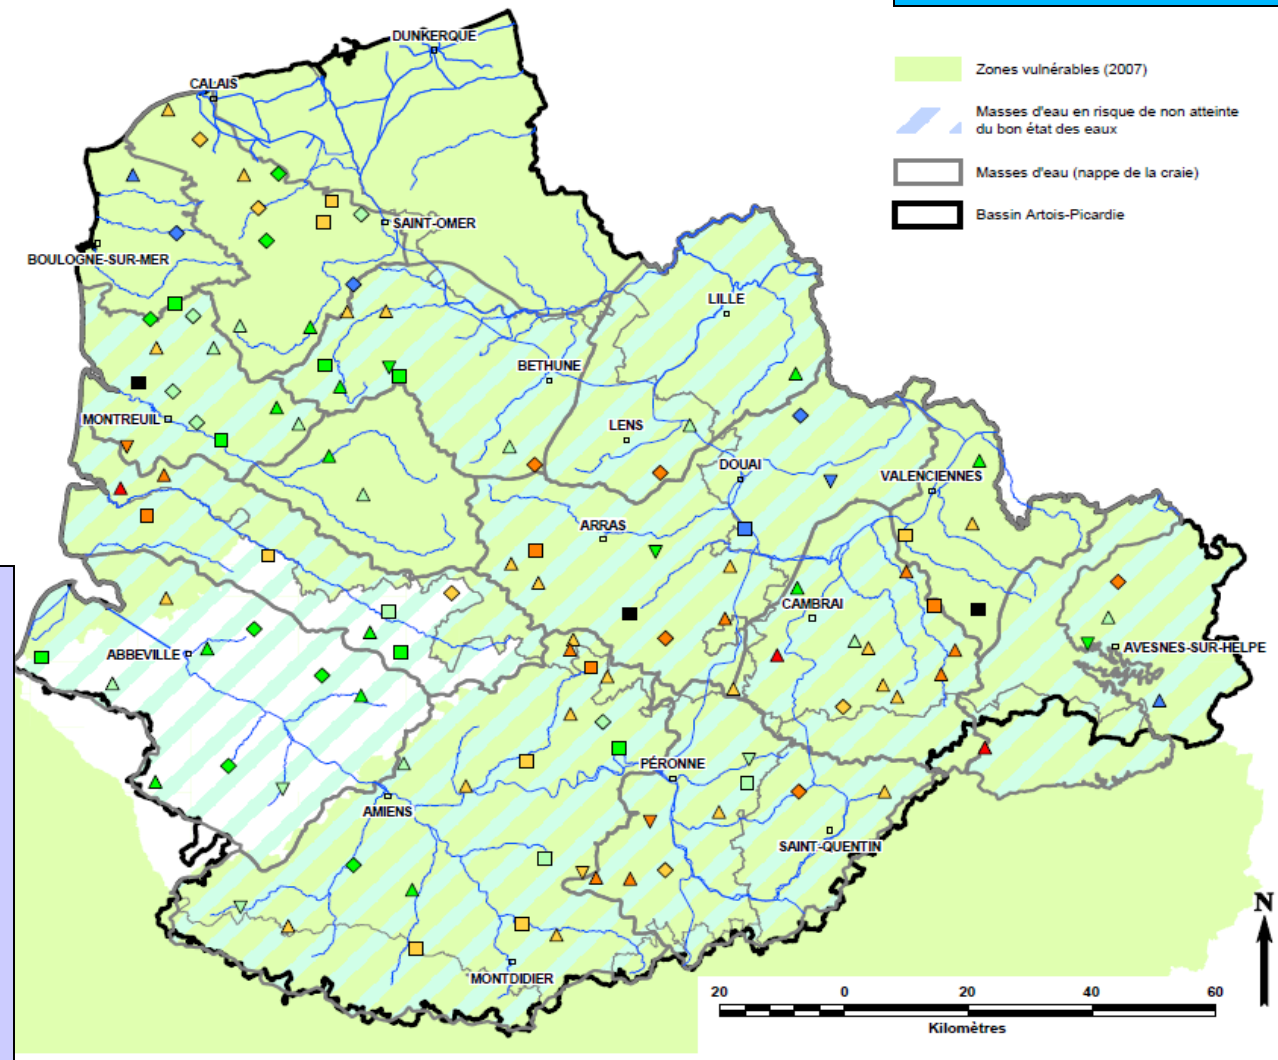 DUNKERQUE
CALAIS
Zones vulnérables (2007)
Masses d'eau en risque de non atteinte
du bon état des eaux
Masses d'eau (nappe de la craie)
Bassin Artois-Picardie
SAINT-OMER
BOULOGNE-SUR-MER
LILLE
BETHUNE
MONTREUIL
LENS
DOUAI
VALENCIENNES
ARRAS
CAMBRAI
ABBEVILLE
AVESNES-SUR-HELPE
PÉRONNE
AMIENS
SAINT-QUENTIN
MONTDIDIER
N
20 0 20 40 60
Kilomètres